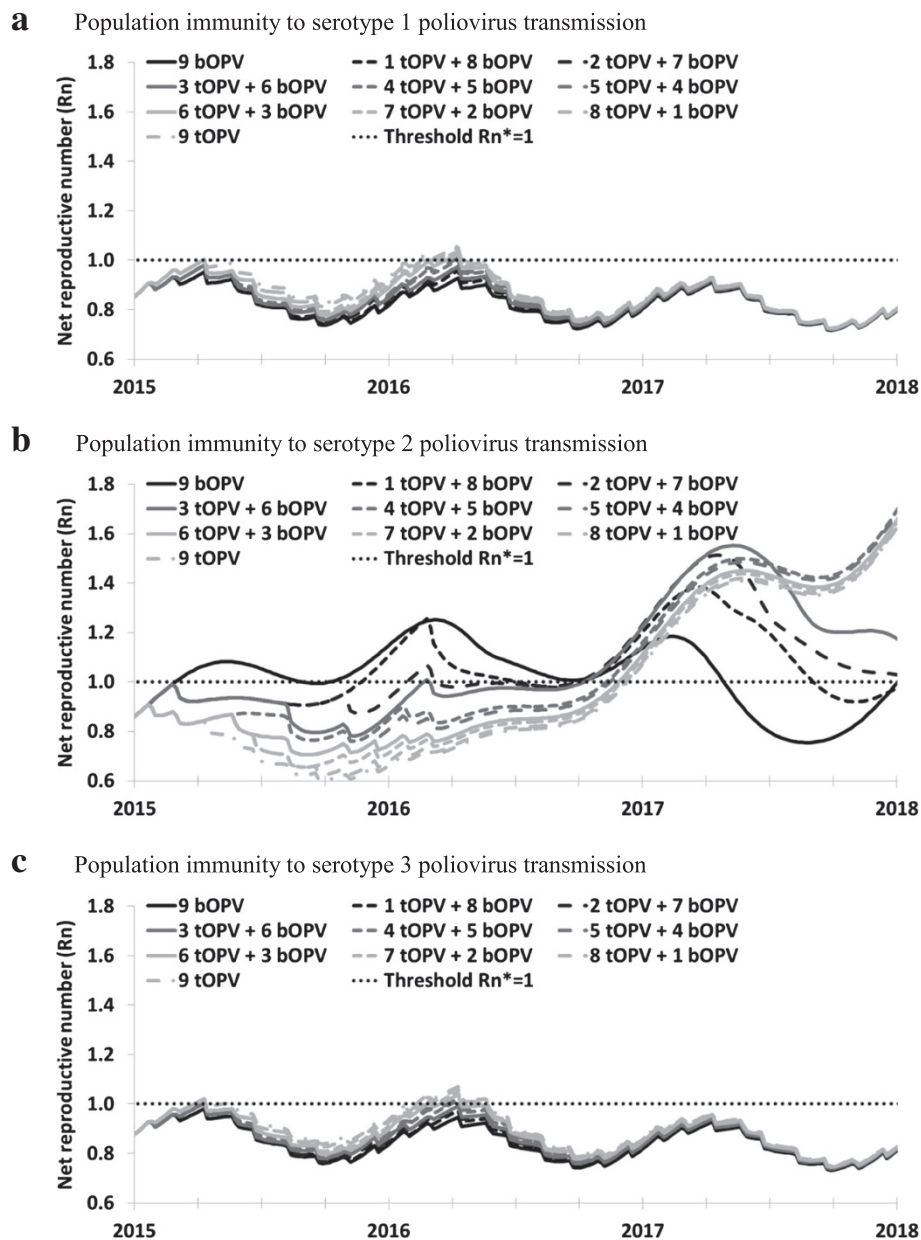 a Population immunity to serotype 1 poliovirus transmission
Net reproductive number (Rn)
1.8
1.6
1.4
1.2
1.0
0.8
0.6
9 bOPV 1 tOPV + 8 bOPV 2 tOPV + 7 bOPV
3 tOPV + 6 bOPV 4 tOPV + 5 bOPV 5 tOPV + 4 bOPV
6 tOPV + 3 bOPV 7 tOPV + 2 bOPV 8 tOPV + 1 bOPV
9 tOPV Threshold Rn*=1
2015 2016 2017 2018
b Population immunity to serotype 2 poliovirus transmission
Net reproductive number (Rn)
1.8
1.6
1.4
1.2
1.0
0.8
0.6
9 bOPV 1 tOPV + 8 bOPV 2 tOPV + 7 bOPV
3 tOPV + 6 bOPV 4 tOPV + 5 bOPV 5 tOPV + 4 bOPV
6 tOPV + 3 bOPV 7 tOPV + 2 bOPV 8 tOPV + 1 bOPV
9 tOPV Threshold Rn*=1
2015 2016 2017 2018
c Population immunity to serotype 3 poliovirus transmission
Net reproductive number (Rn)
1.8
1.6
1.4
1.2
1.0
0.8
0.6
9 bOPV 1 tOPV + 8 bOPV 2 tOPV + 7 bOPV
3 tOPV + 6 bOPV 4 tOPV + 5 bOPV 5 tOPV + 4 bOPV
6 tOPV + 3 bOPV 7 tOPV + 2 bOPV 8 tOPV + 1 bOPV
9 tOPV Threshold Rn*=1
2015 2016 2017 2018